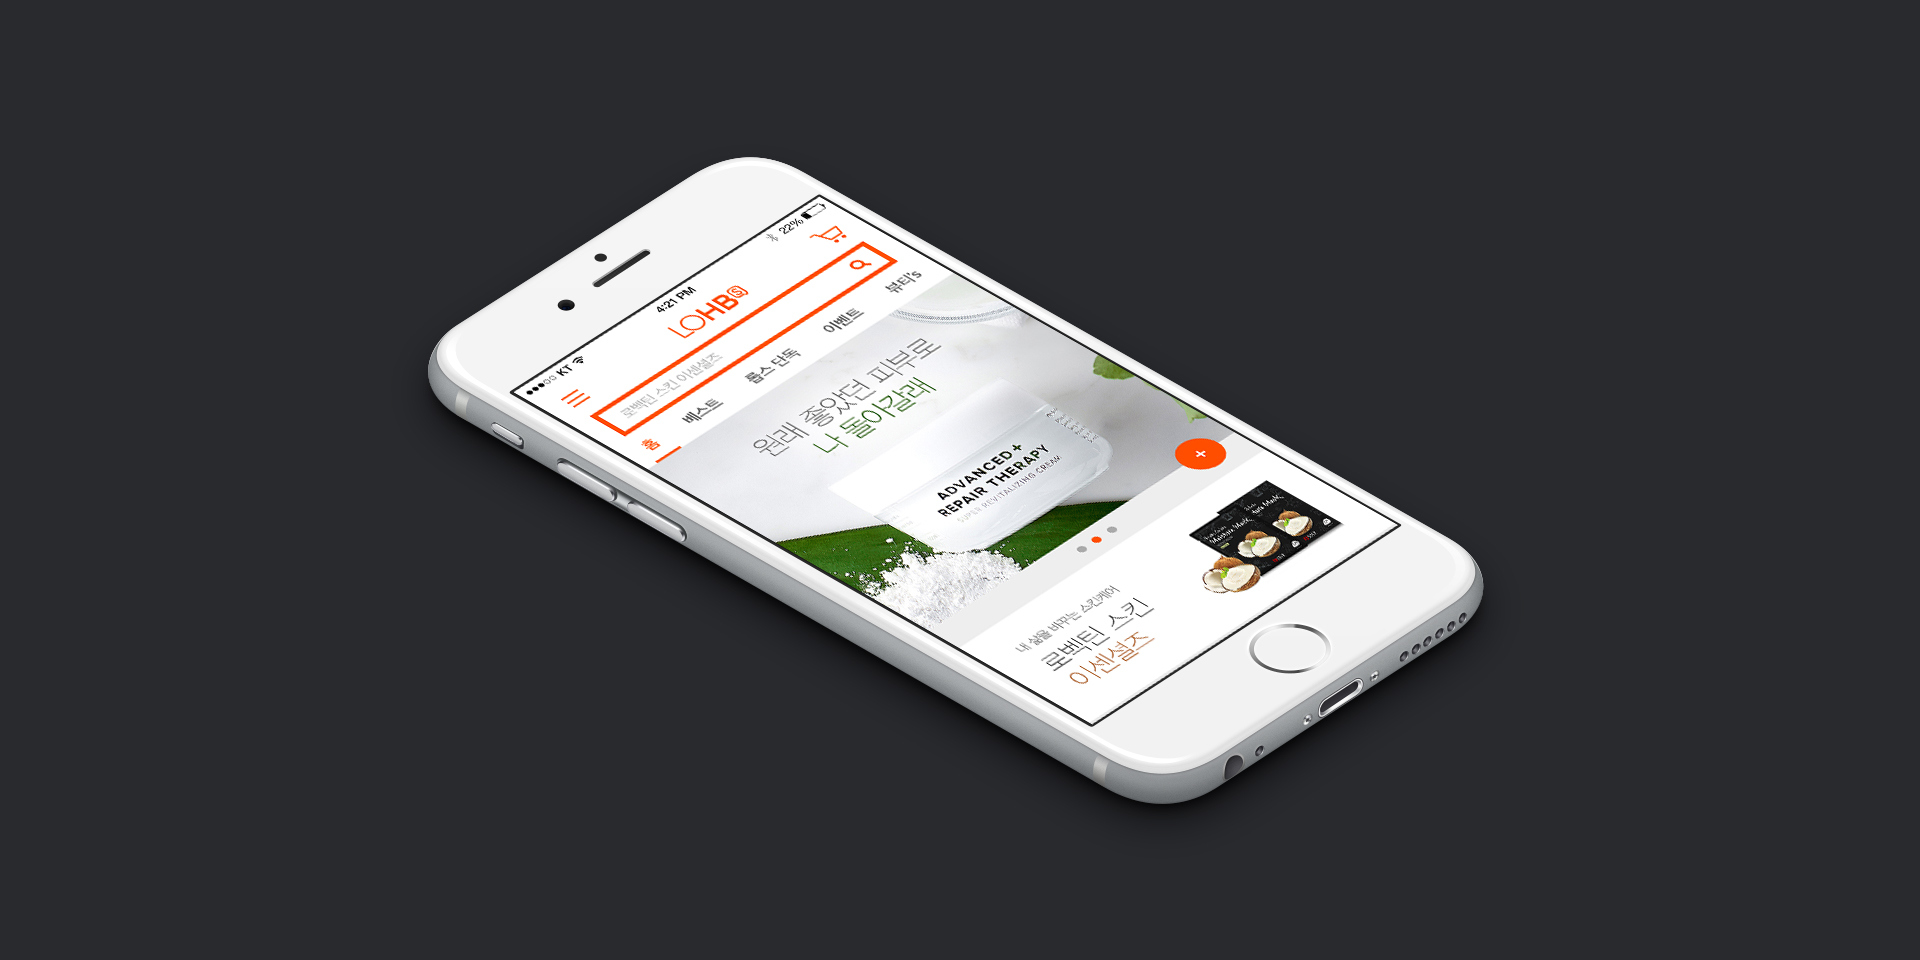 KT
4:21 PM
22%
LOHBS
로벡틴 스킨 이센셜즈
홈
베스트
롭스 단독
이벤트
뷰티's
원래 좋았던 피부로
나 돌아갈래
ADVANCED+
REPAIR THERAPY
SUPER REVITALIZING CREAM
+
내 삶을 바꾸는 스킨케어
로벡틴 스킨
이센셜즈